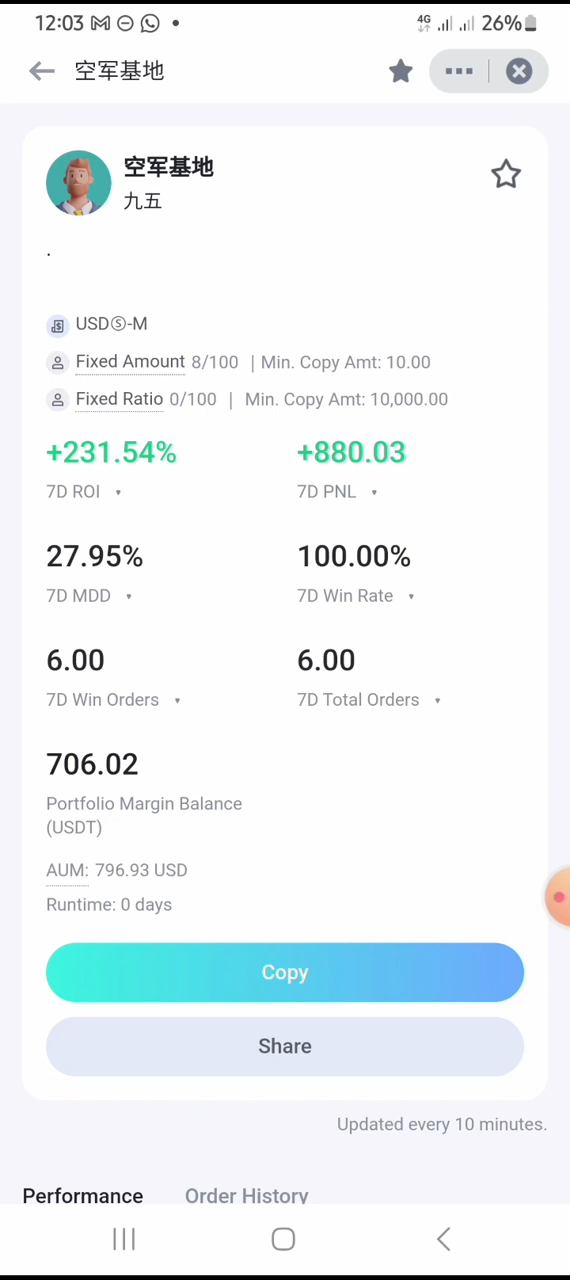 12:03 4G 26%
空军基地
空军基地
九五
.
USDⓈ-M
Fixed Amount 8/100 | Min. Copy Amt: 10.00
Fixed Ratio 0/100 | Min. Copy Amt: 10,000.00
+231.54% +880.03
7D ROI 7D PNL
27.95% 100.00%
7D MDD 7D Win Rate
6.00 6.00
7D Win Orders 7D Total Orders
706.02
Portfolio Margin Balance
(USDT)
AUM: 796.93 USD
Runtime: 0 days
Copy
Share
Updated every 10 minutes.
Performance Order History